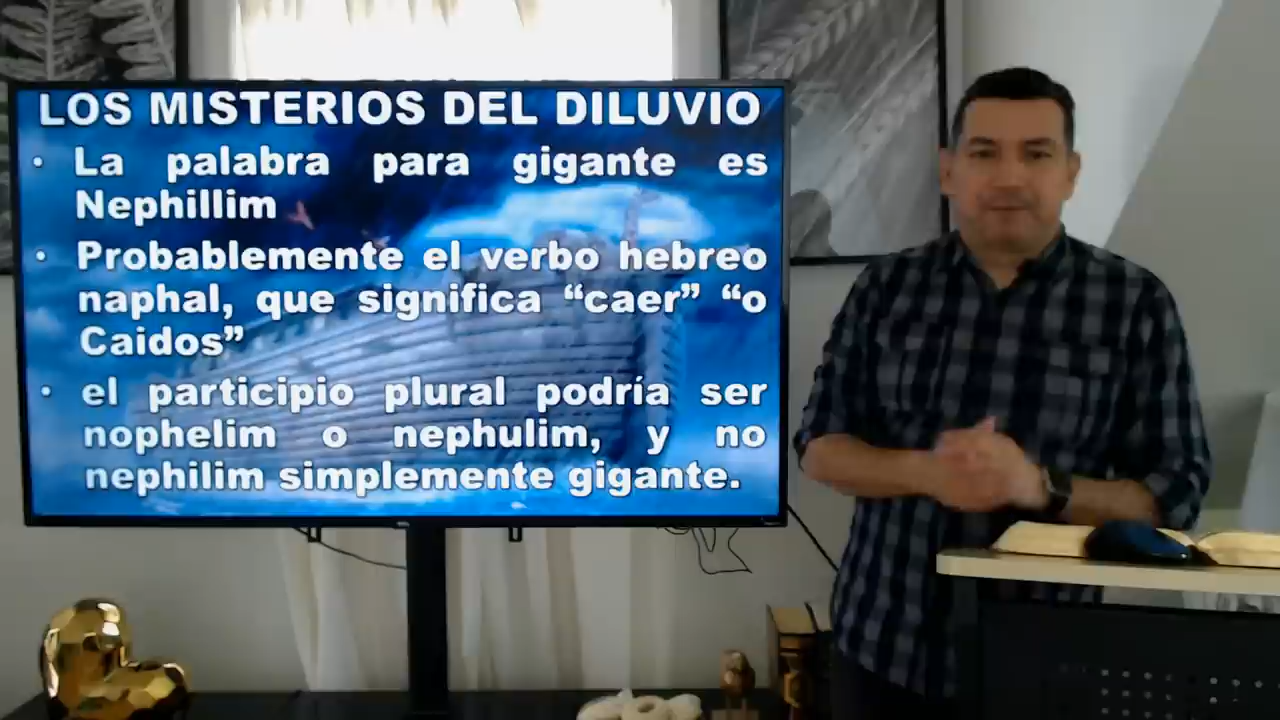 LOS MISTERIOS DEL DILUVIO
• La palabra para gigante es
Nephillim
• Probablemente el verbo hebreo
naphal, que significa “caer” “o
Caidos”
• el participio plural podría ser
nophelim o nephulim, y no
nephilim simplemente gigante.